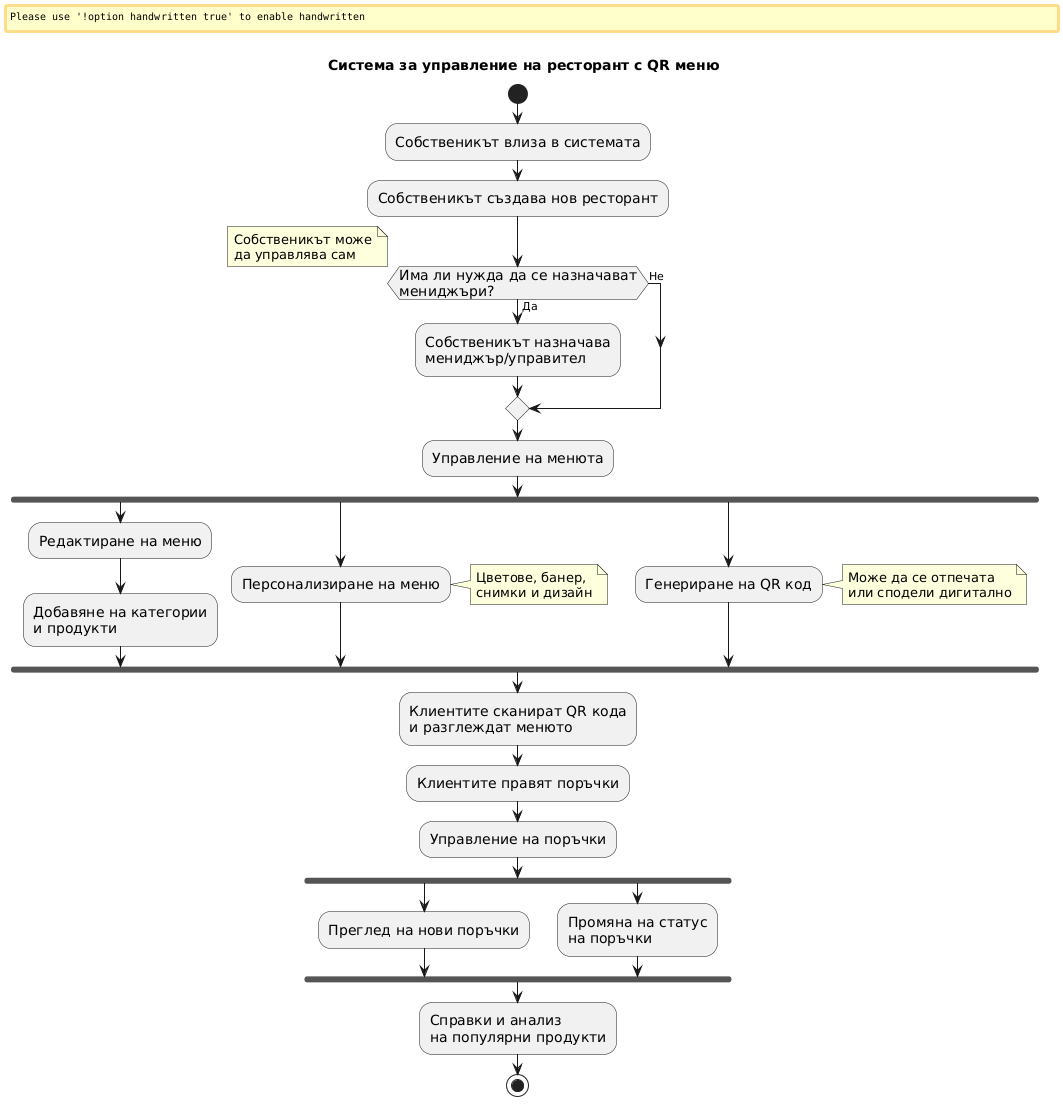 Please use '!option handwritten true' to enable handwritten
Система за управление на ресторант с QR меню
Собственикът влиза в системата
Собственикът създава нов ресторант
Собственикът може
да управлява сам
Има ли нужда да се назначават
мениджъри?
Не
Да
Собственикът назначава
мениджър/управител
Управление на менюта
Редактиране на меню
Добавяне на категории
и продукти
Персонализиране на меню
Цветове, банер,
снимки и дизайн
Генериране на QR код
Може да се отпечата
или сподели дигитално
Клиентите сканират QR кода
и разглеждат менюто
Клиентите правят поръчки
Управление на поръчки
Преглед на нови поръчки
Промяна на статус
на поръчки
Справки и анализ
на популярни продукти